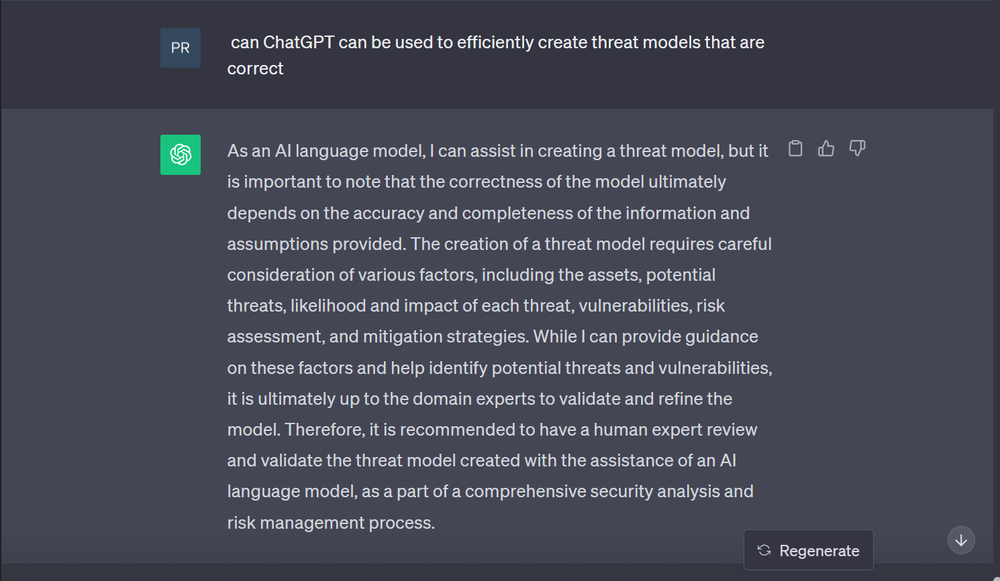 PR
can ChatGPT can be used to efficiently create threat models that are
correct
As an AI language model, I can assist in creating a threat model, but it
is important to note that the correctness of the model ultimately
depends on the accuracy and completeness of the information and
assumptions provided. The creation of a threat model requires careful
consideration of various factors, including the assets, potential
threats, likelihood and impact of each threat, vulnerabilities, risk
assessment, and mitigation strategies. While I can provide guidance
on these factors and help identify potential threats and vulnerabilities,
it is ultimately up to the domain experts to validate and refine the
model. Therefore, it is recommended to have a human expert review
and validate the threat model created with the assistance of an AI
language model, as a part of a comprehensive security analysis and
risk management process.
Regenerate